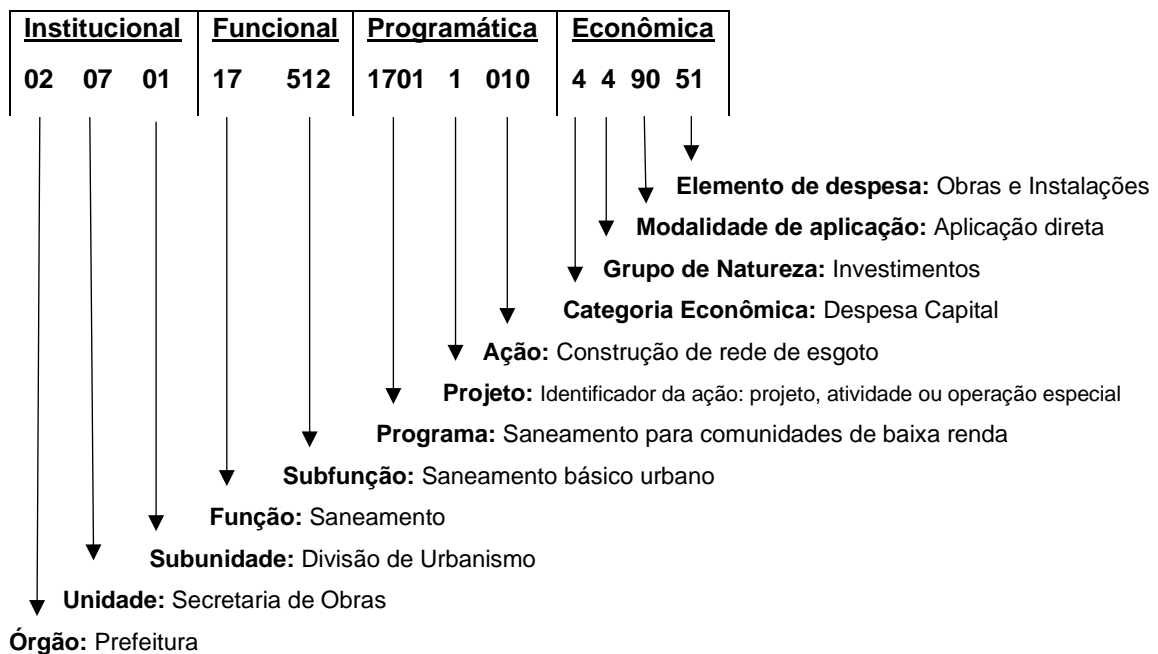 Institucional Funcional Programática Econômica
02 07 01 17 512 1701 1 010 4 4 90 51
Elemento de despesa: Obras e Instalações
Modalidade de aplicação: Aplicação direta
Grupo de Natureza: Investimentos
Categoria Econômica: Despesa Capital
Ação: Construção de rede de esgoto
Projeto: Identificador da ação: projeto, atividade ou operação especial
Programa: Saneamento para comunidades de baixa renda
Subfunção: Saneamento básico urbano
Função: Saneamento
Subunidade: Divisão de Urbanismo
Unidade: Secretaria de Obras
Órgão: Prefeitura